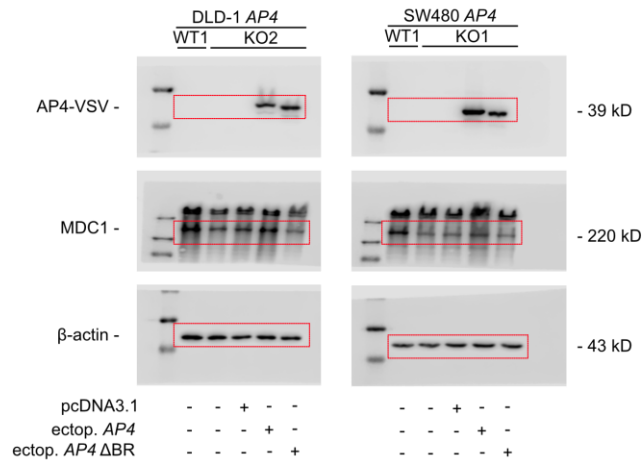 DLD-1 AP4 SW480 AP4
WT1 KO2 WT1 KO1
AP4-VSV - - 39 kD
MDC1 - - 220 kD
β-actin - - 43 kD
pcDNA3.1 - - + - - - - + - -
ectop. AP4 - - - + - - - - + -
ectop. AP4 ΔBR - - - - + - - - - +